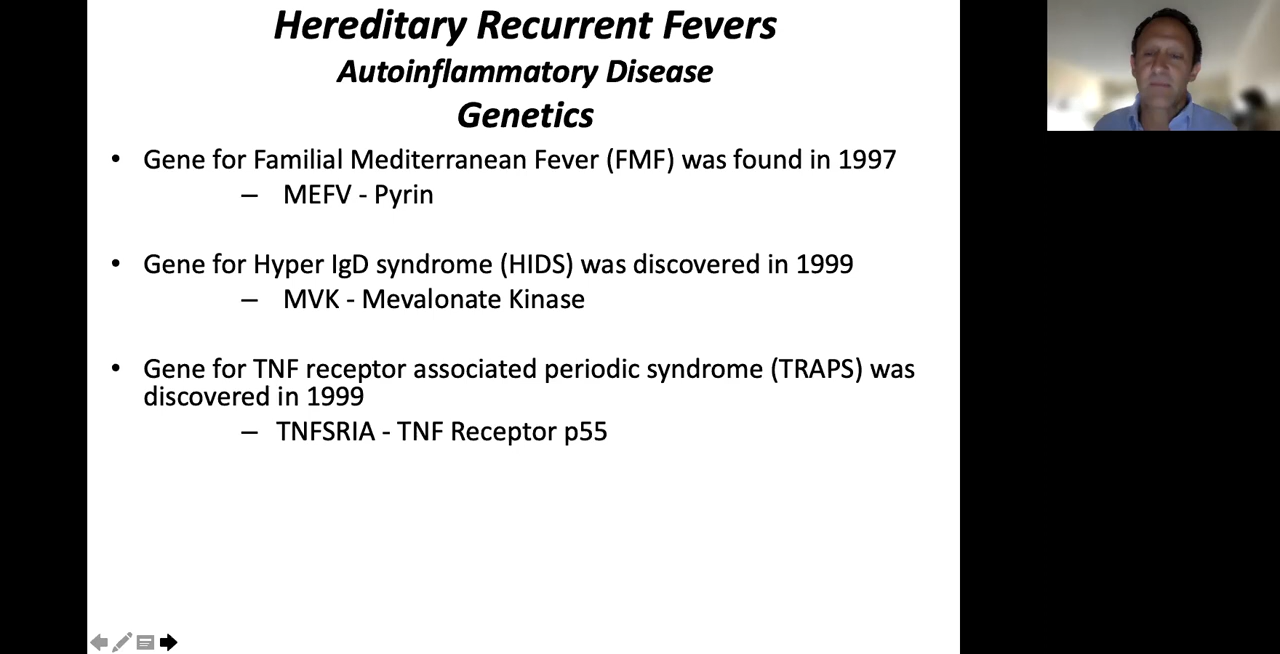 Hereditary Recurrent Fevers
Autoinflammatory Disease
Genetics
• Gene for Familial Mediterranean Fever (FMF) was found in 1997
– MEFV - Pyrin
• Gene for Hyper IgD syndrome (HIDS) was discovered in 1999
– MVK - Mevalonate Kinase
• Gene for TNF receptor associated periodic syndrome (TRAPS) was
discovered in 1999
– TNFSRIA - TNF Receptor p55